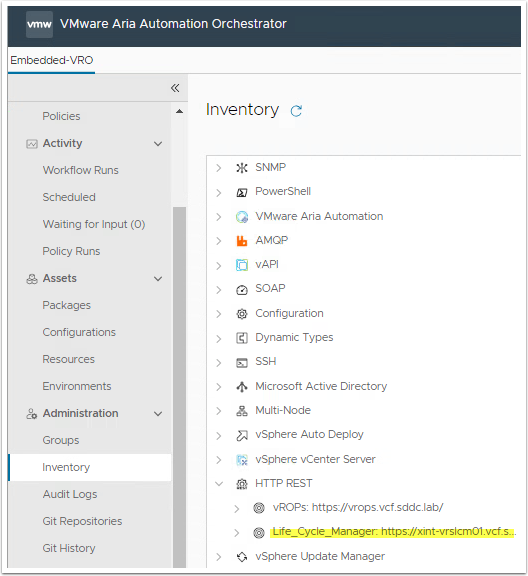 vmw VMware Aria Automation Orchestrator
Embedded-VRO
«
Policies
Activity
Workflow Runs
Scheduled
Waiting for Input (0)
Policy Runs
Assets
Packages
Configurations
Resources
Environments
Administration
Groups
Inventory
Audit Logs
Git Repositories
Git History
Inventory
SNMP
PowerShell
VMware Aria Automation
AMQP
vAPI
SOAP
Configuration
Dynamic Types
SSH
Microsoft Active Directory
Multi-Node
vSphere Auto Deploy
vSphere vCenter Server
HTTP REST
vROPs: https://vrops.vcf.sddc.lab/
Life_Cycle_Manager: https://xint-vrslcm01.vcf.s...
vSphere Update Manager